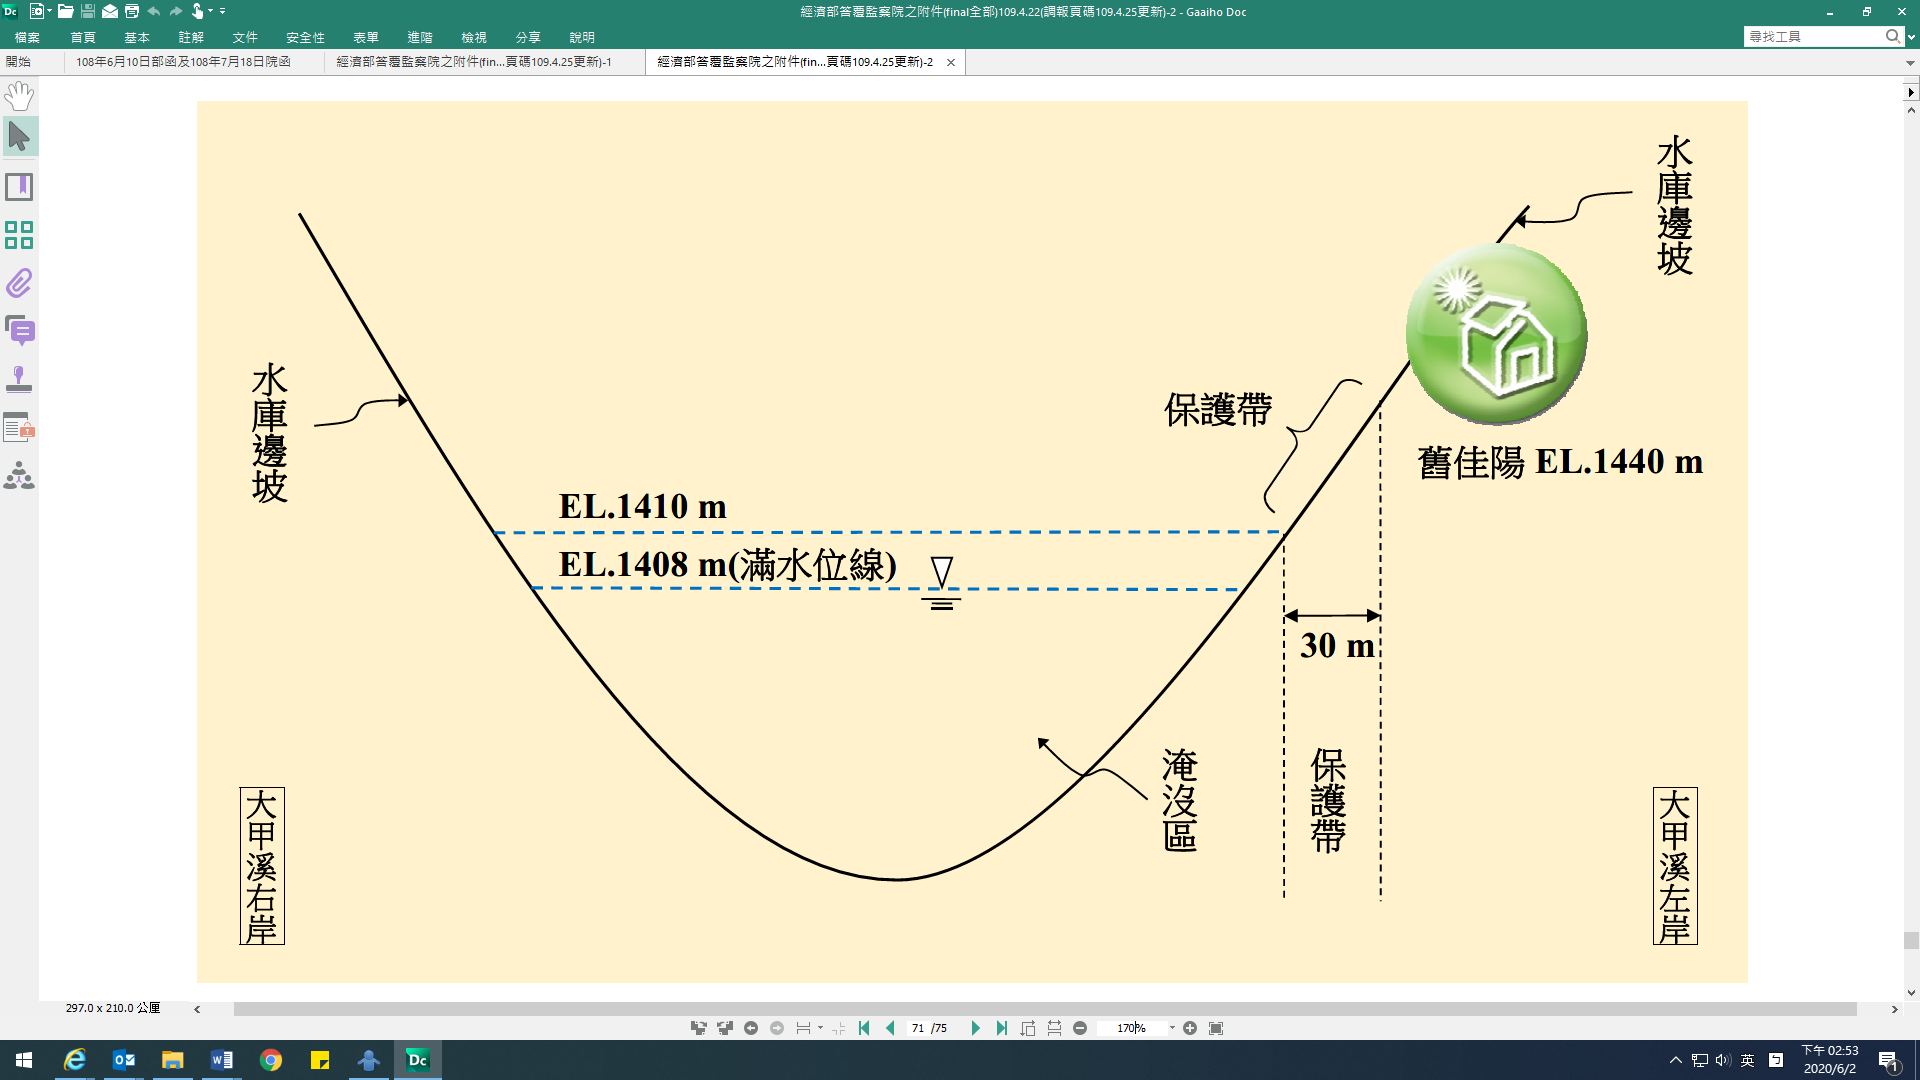 經濟部答覆監察院之附件(final全部)109.4.22(調報頁碼109.4.25更新)-2 - Gaaiho Doc
檔案 首頁 基本 註解 文件 安全性 表單 進階 檢視 分享 說明
尋找工具
開始 108年6月10日部函及108年7月18日院函 經濟部答覆監察院之附件(fin...頁碼109.4.25更新)-1 經濟部答覆監察院之附件(fin...頁碼109.4.25更新)-2
水庫邊坡
水庫邊坡
保護帶
舊佳陽 EL.1440 m
EL.1410 m
EL.1408 m(滿水位線)
30 m
淹沒區
保護帶
大甲溪右岸
大甲溪左岸
297.0 x 210.0 公厘
71 /75
170%
英
下午 02:53
2020/6/2
1
Dc